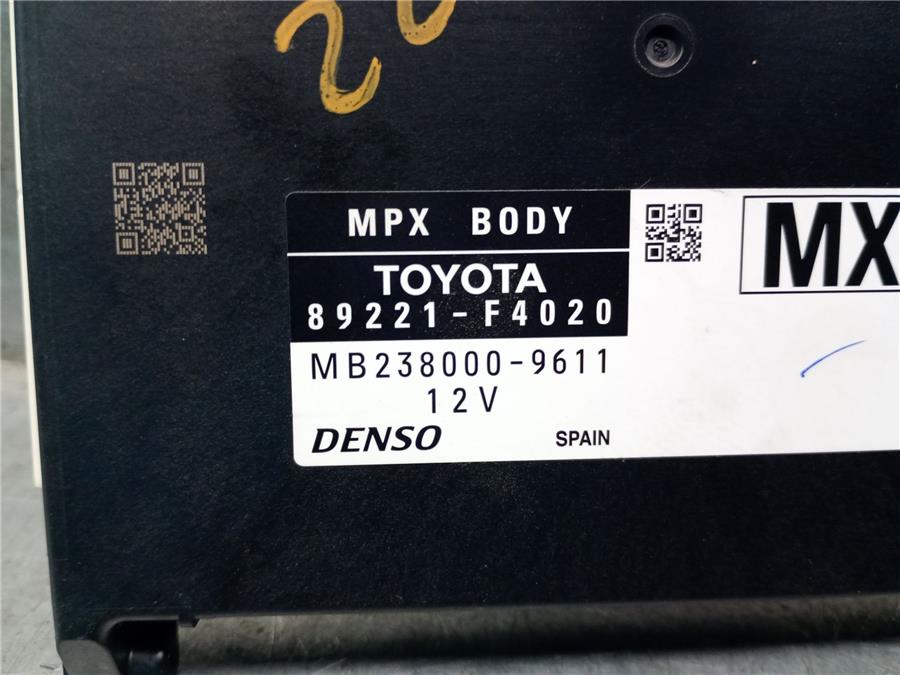 MPX BODY
TOYOTA
89221-F4020
MB238000-9611
12V
DENSO SPAIN
MX